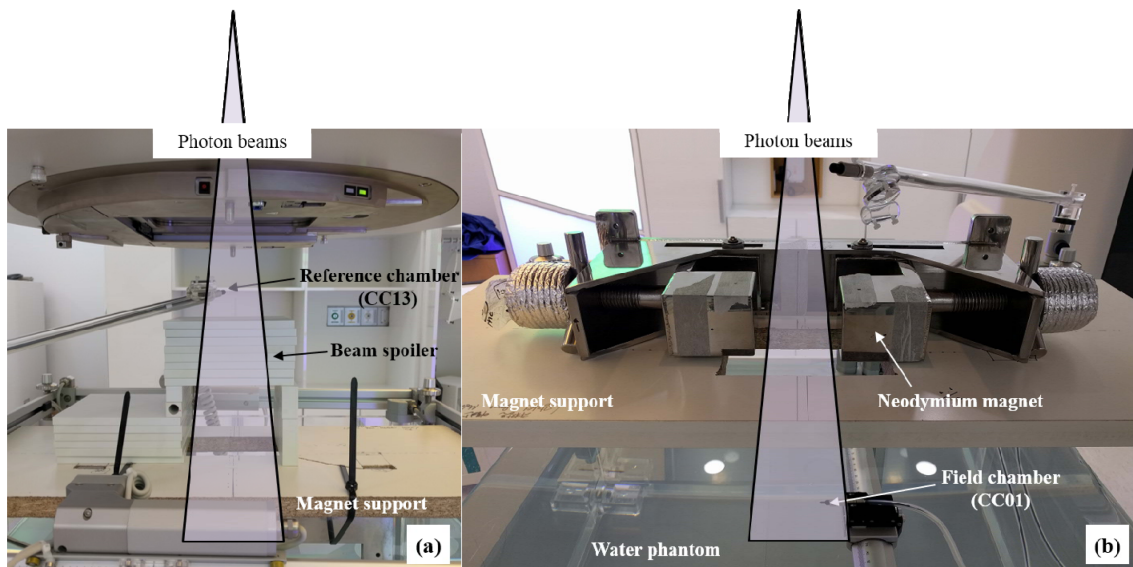 Photon beams
Reference chamber
(CC13)
Beam spoiler
Magnet support
(a)
Photon beams
Magnet support
Neodymium magnet
Field chamber
(CC01)
Water phantom
(b)